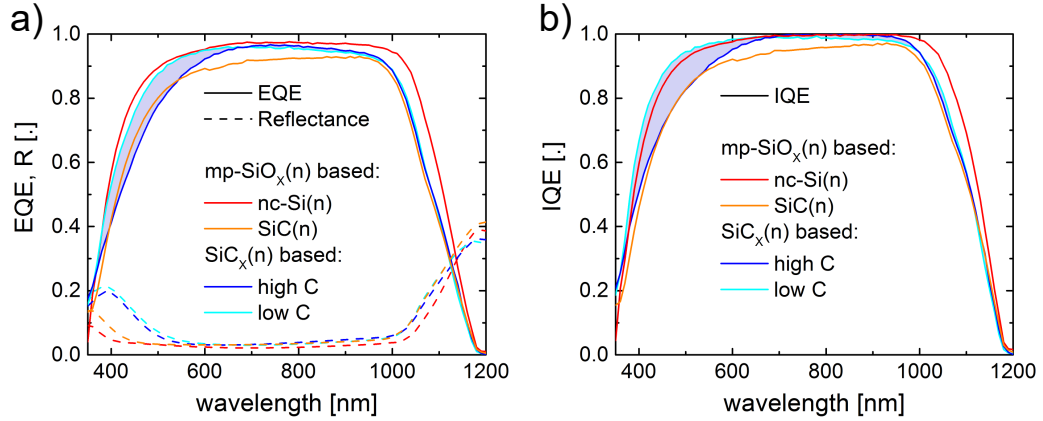 a)
1.0
0.8
0.6
0.4
0.2
0.0
EQE, R [.]
400 600 800 1000 1200
wavelength [nm]
EQE
Reflectance
mp-SiOX(n) based:
nc-Si(n)
SiC(n)
SiCX(n) based:
high C
low C
b)
1.0
0.8
0.6
0.4
0.2
0.0
IQE [.]
400 600 800 1000 1200
wavelength [nm]
IQE
mp-SiOX(n) based:
nc-Si(n)
SiC(n)
SiCX(n) based:
high C
low C